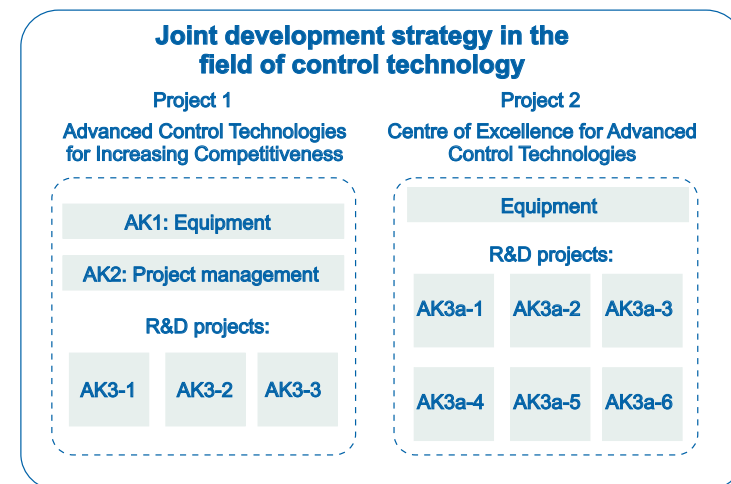 Joint development strategy in the
field of control technology
Project 1
Advanced Control Technologies
for Increasing Competitiveness
AK1: Equipment
AK2: Project management
R&D projects:
AK3-1 AK3-2 AK3-3
Project 2
Centre of Excellence for Advanced
Control Technologies
Equipment
R&D projects:
AK3a-1 AK3a-2 AK3a-3
AK3a-4 AK3a-5 AK3a-6